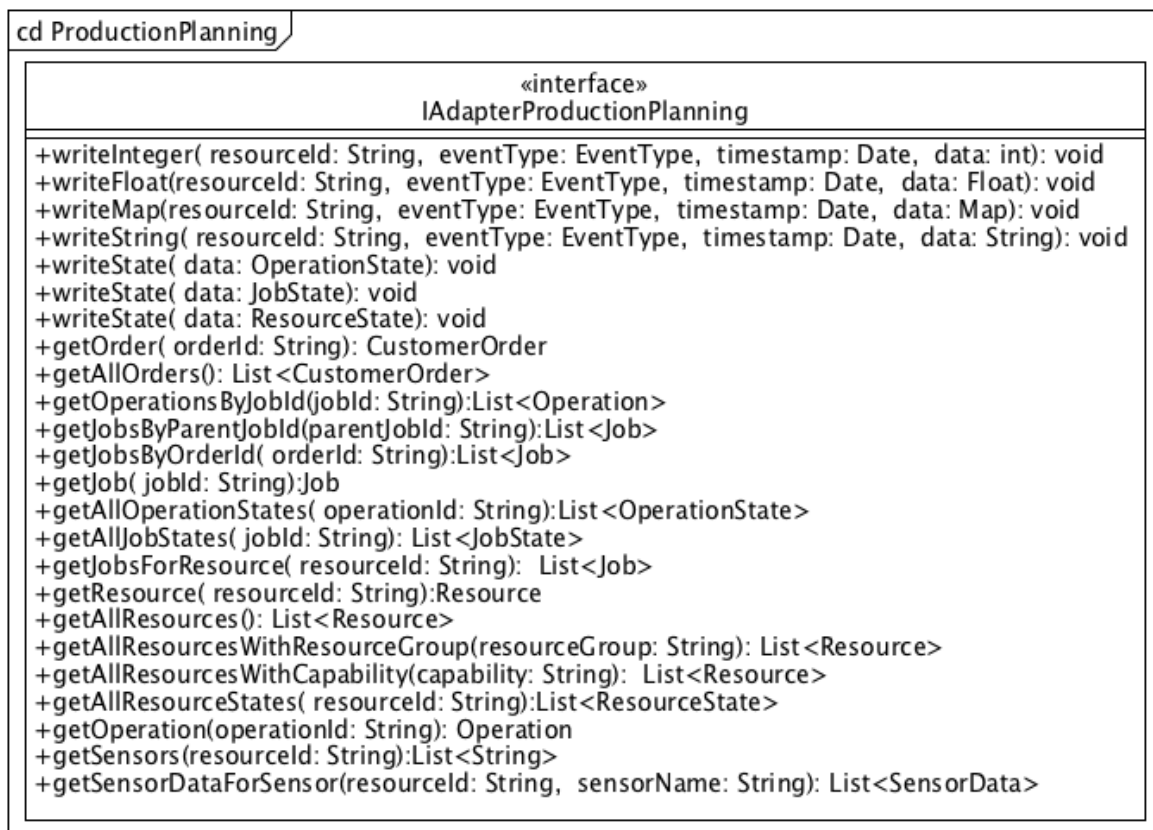 cd ProductionPlanning
«interface»
IAdapterProductionPlanning
+writeInteger( resourceId: String, eventType: EventType, timestamp: Date, data: int): void
+writeFloat(resourceId: String, eventType: EventType, timestamp: Date, data: Float): void
+writeMap(resourceId: String, eventType: EventType, timestamp: Date, data: Map): void
+writeString( resourceId: String, eventType: EventType, timestamp: Date, data: String): void
+writeState( data: OperationState): void
+writeState( data: JobState): void
+writeState( data: ResourceState): void
+getOrder( orderId: String): CustomerOrder
+getAllOrders(): List<CustomerOrder>
+getOperationsByJobId(jobId: String):List<Operation>
+getJobsByParentJobId(parentJobId: String):List<Job>
+getJobsByOrderId( orderId: String):List<Job>
+getJob( jobId: String):Job
+getAllOperationStates( operationId: String):List<OperationState>
+getAllJobStates( jobId: String): List<JobState>
+getJobsForResource( resourceId: String): List<Job>
+getResource( resourceId: String):Resource
+getAllResources(): List<Resource>
+getAllResourcesWithResourceGroup(resourceGroup: String): List<Resource>
+getAllResourcesWithCapability(capability: String): List<Resource>
+getAllResourceStates( resourceId: String):List<ResourceState>
+getOperation(operationId: String): Operation
+getSensors(resourceId: String):List<String>
+getSensorDataForSensor(resourceId: String, sensorName: String): List<SensorData>